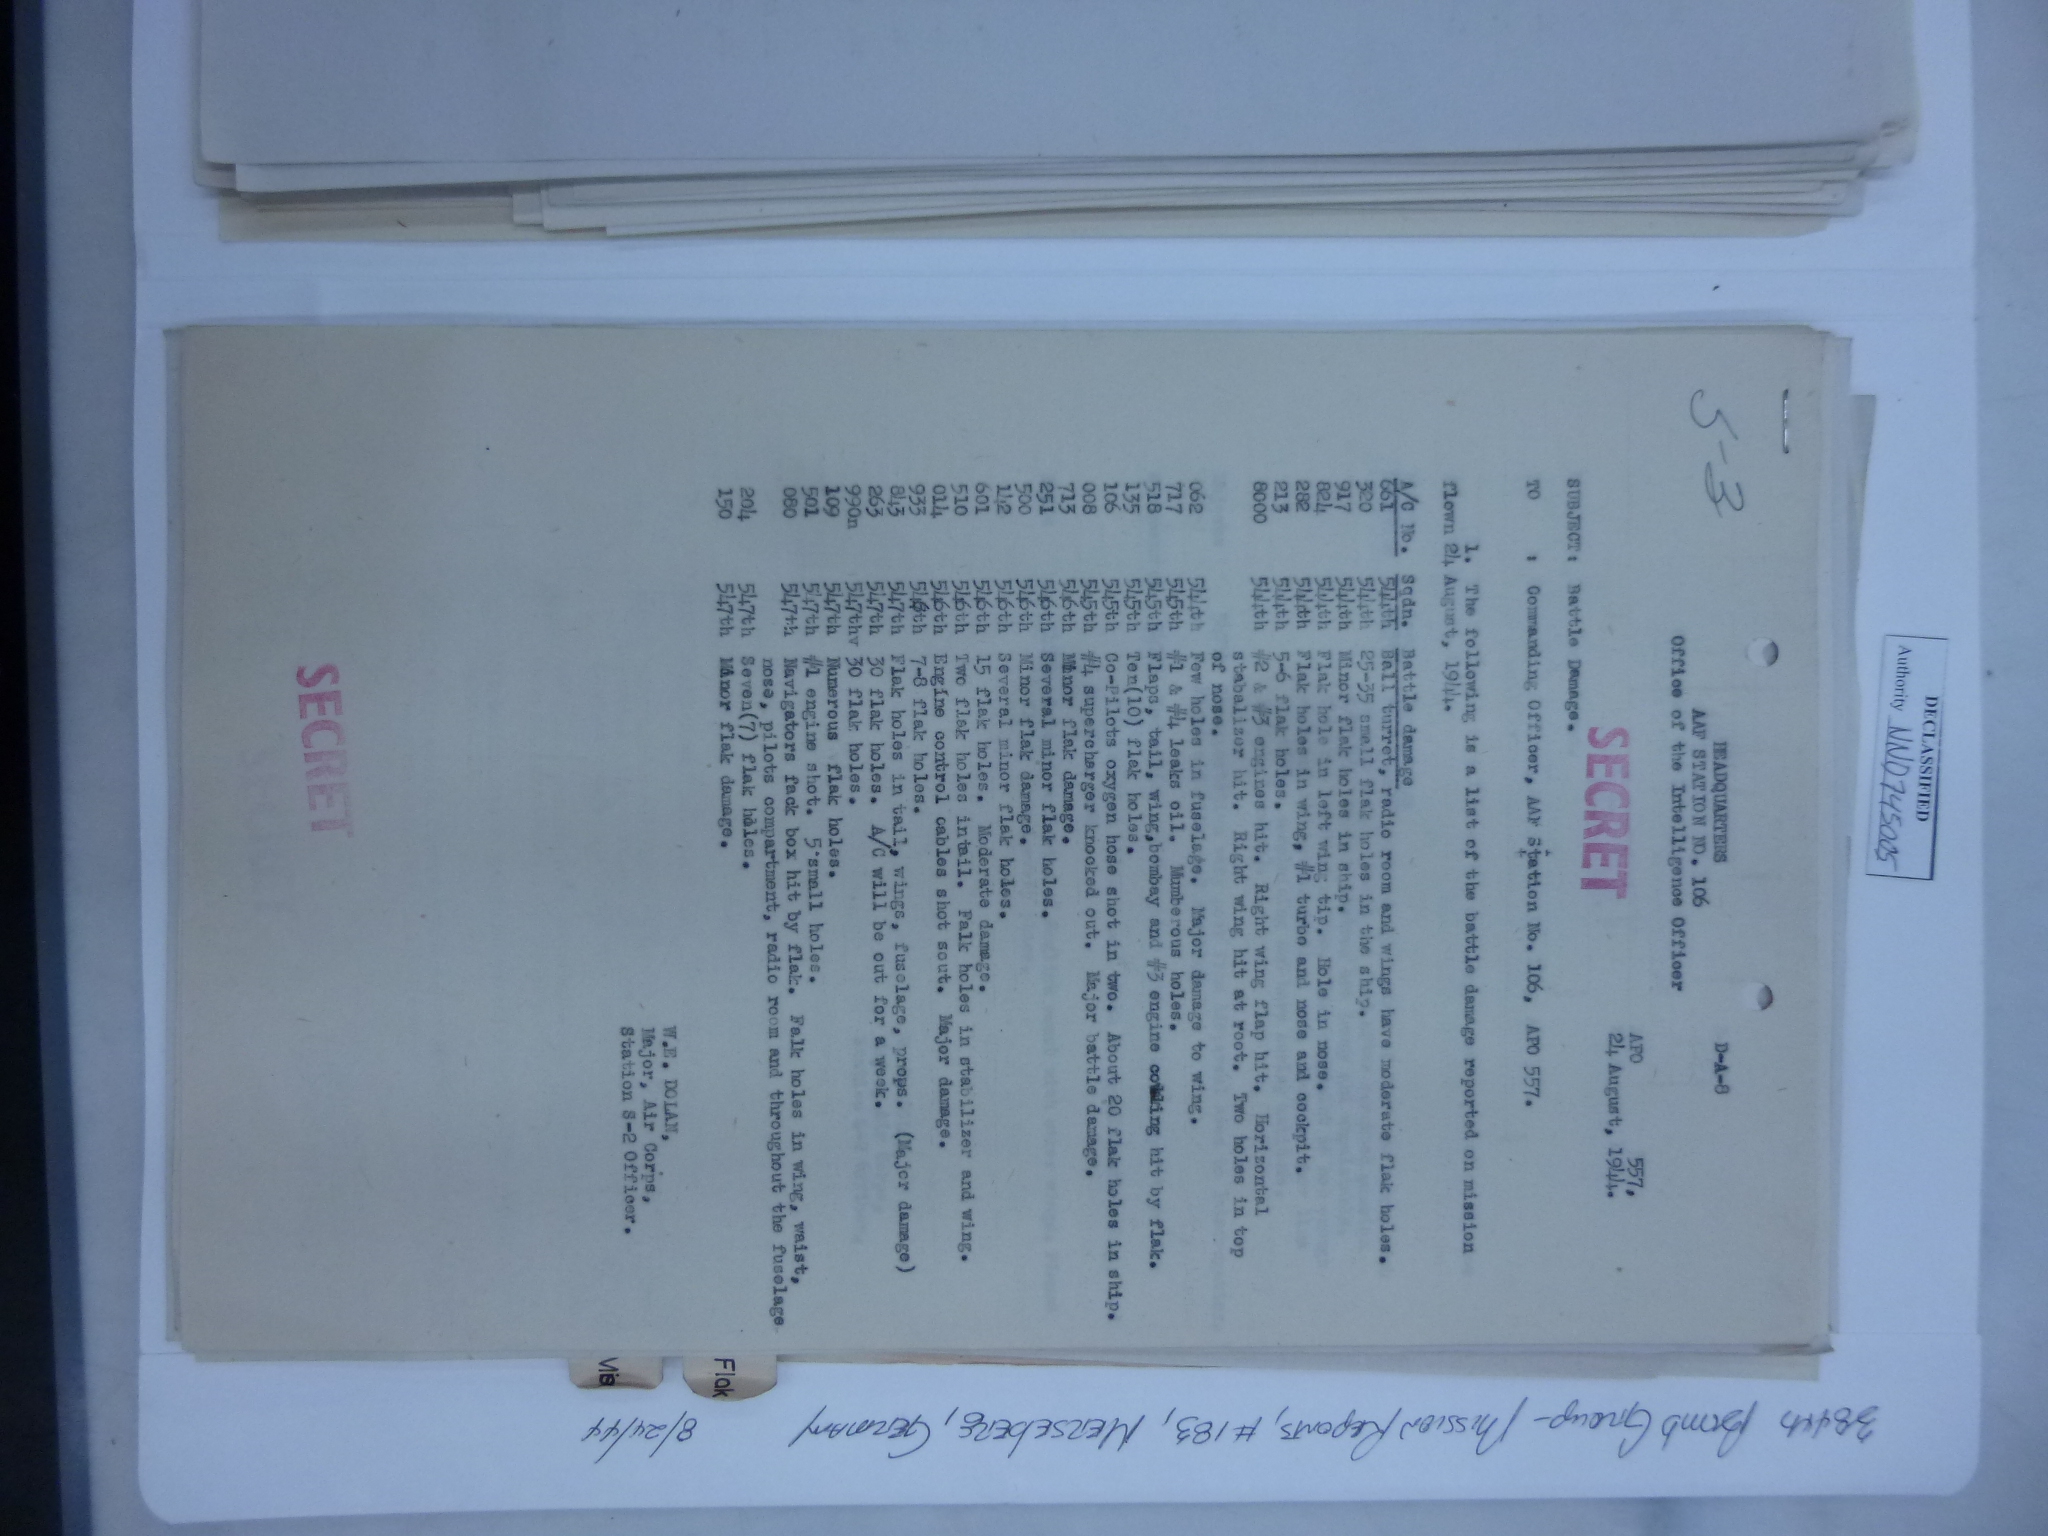 DECLASSIFIED
Authority NND745005
5-3
HEADQUARTERS
AAF STATION NO. 106
Office of the Intelligence Officer
D-A-8
APO 557,
24 August, 1944.
SECRET
SUBJECT: Battle Damage.
TO : Commanding Officer, AAF Station No. 106, APO 557.
1. The following is a list of the battle damage reported on mission
flown 24 August, 1944.
A/C No. Sqdn. Battle damage
661 544th Ball turret, radio room and wings have moderate flak holes.
320 544th 25-35 small flak holes in the ship.
917 544th Minor flak holes in ship.
824 544th Flak hole in left wing tip. Hole in nose.
282 544th Flak holes in wing, #1 turbo and nose and cockpit.
213 544th 5-6 flak holes.
8000 544th #2 & #3 engines hit. Right wing flap hit. Horizontal
stabalizer hit. Right wing hit at root. Two holes in top
of nose.
062 544th Few holes in fuselage. Major damage to wing.
717 545th #1 & #4 leaks oil. Numberous holes.
518 545th Flaps, tail, wing,bombay and #3 engine cowling hit by flak.
135 545th Ten(10) flak holes.
106 545th Co-Pilots oxygen hose shot in two. About 20 flak holes in ship.
008 545th #4 supercharger knocked out. Major battle damage.
713 546th Minor flak damage.
251 546th Several minor flak holes.
500 546th Minor flak damage.
142 546th Several minor flak holes.
601 546th 15 flak holes. Moderate damage.
510 546th Two flak holes intail. Falk holes in stabilizer and wing.
014 546th Engine control cables shot sout. Major damage.
933 546th 7-8 flak holes.
843 547th Flak holes in tail, wings, fuselage, props. (Major damage)
263 547th 30 flak holes. A/C will be out for a week.
990n 547thv 30 flak holes.
109 547th Numerous flak holes.
501 547th #1 engine shot. 5 small holes.
080 547th Navigators fack box hit by flak. Falk holes in wing, waist,
nose, pilots compartment, radio room and throughout the fuselage
204 547th Seven(7) flak holes.
150 547th Minor flak damage.
W.E. DOLAN,
Major, Air Corps,
Station S-2 Officer.
SECRET
Flak
Mis
384th Bomb Group - Mission Reports, #183, Merseberg, Germany
8/24/44